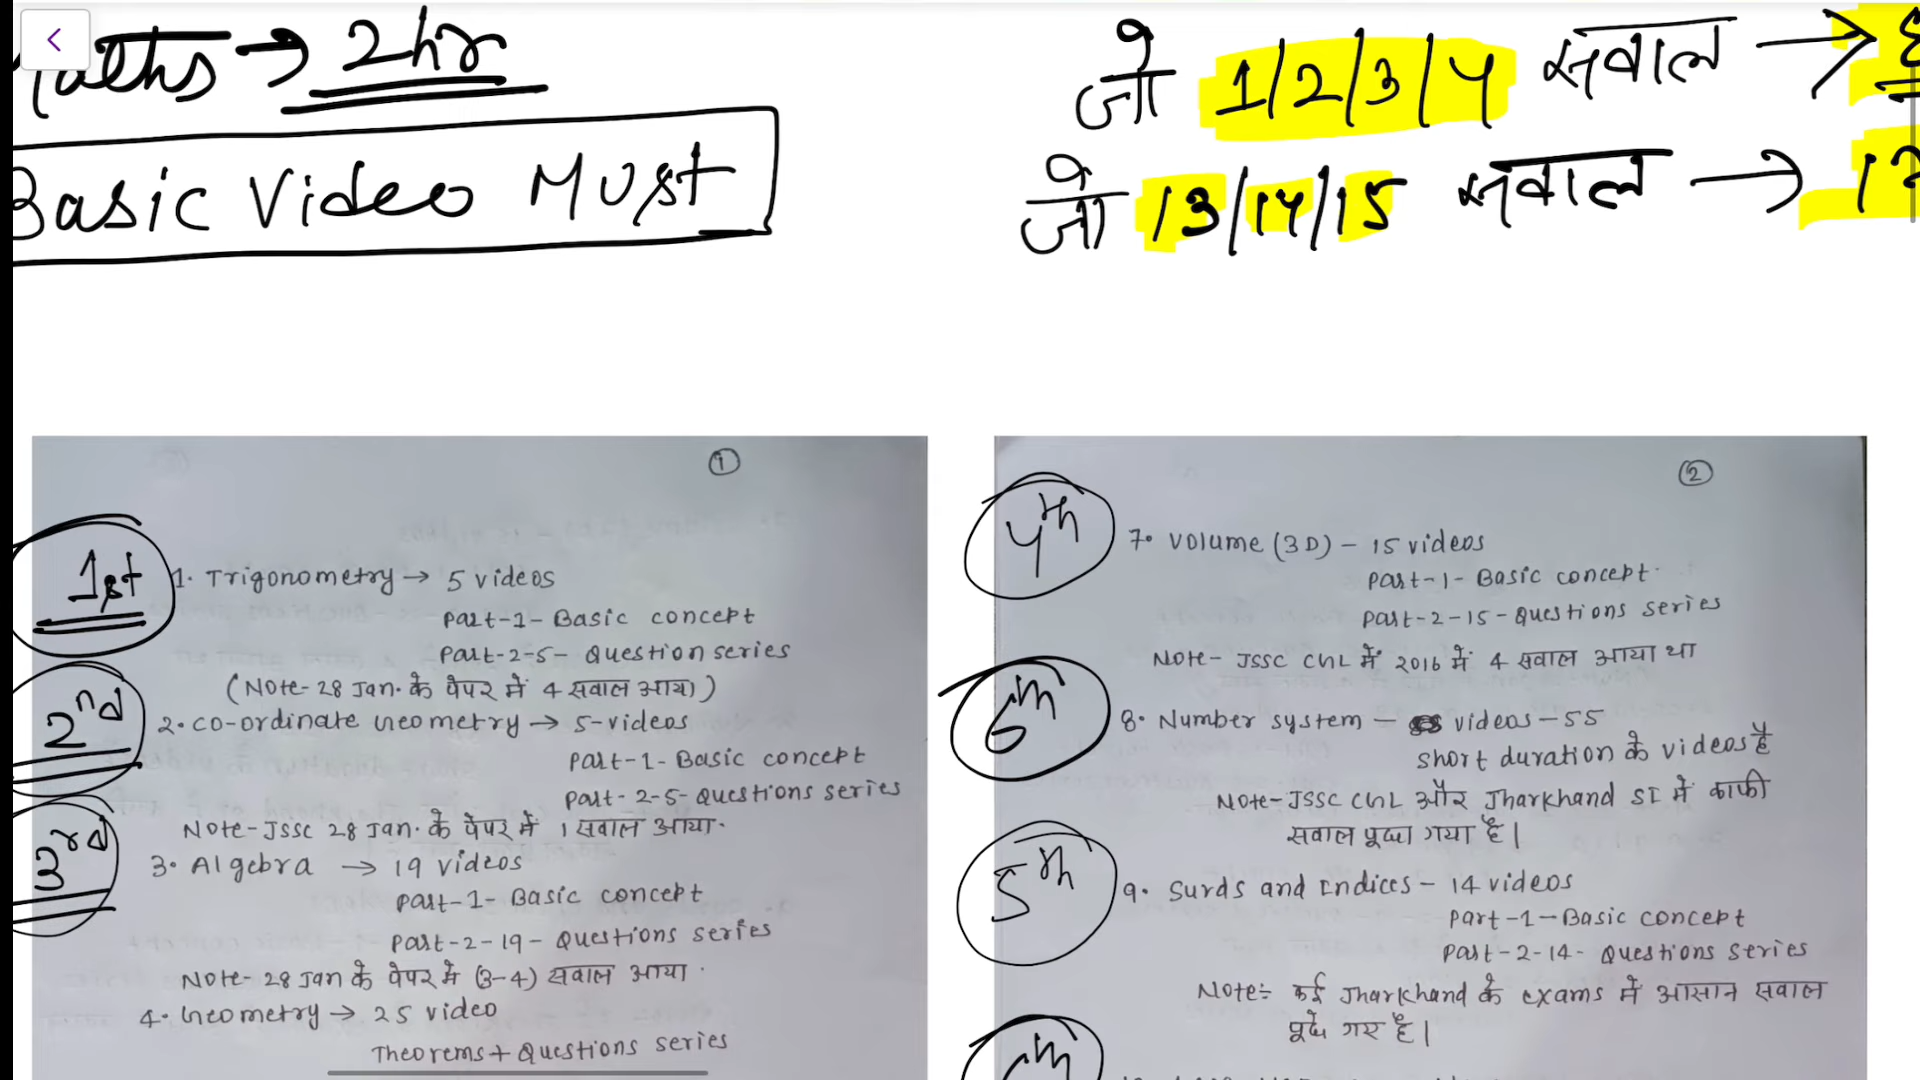 Maths → 2hr
Basic Video Must
जो 1/2/3/4 सवाल →
जो 13/14/15 सवाल →
①
1st
1. Trigonometry → 5 videos
Part-1- Basic concept
Part-2-5- Question series
(Note-28 Jan. के पेपर में 4 सवाल आया)
2nd
2. Co-ordinate Geometry → 5-videos
Part-1- Basic concept
Part-2-5-Questions series
Note-JSSC 28 Jan. के पेपर में 1 सवाल आया.
3rd
3. Algebra → 19 videos
Part-1- Basic concept
Part-2-19- Questions series
Note-28 Jan के पेपर में (3-4) सवाल आया.
4. Geometry → 25 video
Theorems + Questions series
②
4th
7. Volume (3D) - 15 videos
Part-1- Basic concept.
Part-2-15-Questions series
Note- JSSC CGL में 2016 में 4 सवाल आया था
6th
8. Number system - videos-55
short duration के videos है
Note-JSSC CGL और Jharkhand SI में काफी
सवाल पूछा गया है।
5th
9. Surds and Indices- 14 videos
Part-1-Basic concept
Part-2-14- Questions series
Note:- कई Jharkhand के exams में आसान सवाल
पूछे गए है।